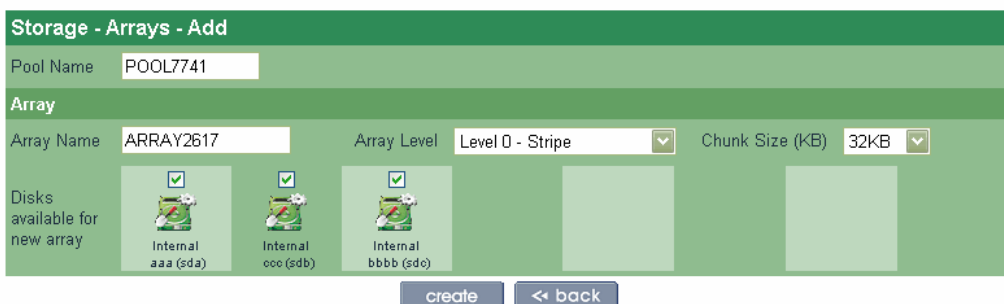 Storage - Arrays - Add
Pool Name POOL7741
Array
Array Name ARRAY2617 Array Level Level 0 - Stripe Chunk Size (KB) 32KB
Disks
available for
new array
Internal
aaa (sda)
Internal
ccc (sdb)
Internal
bbbb (sdc)
create << back